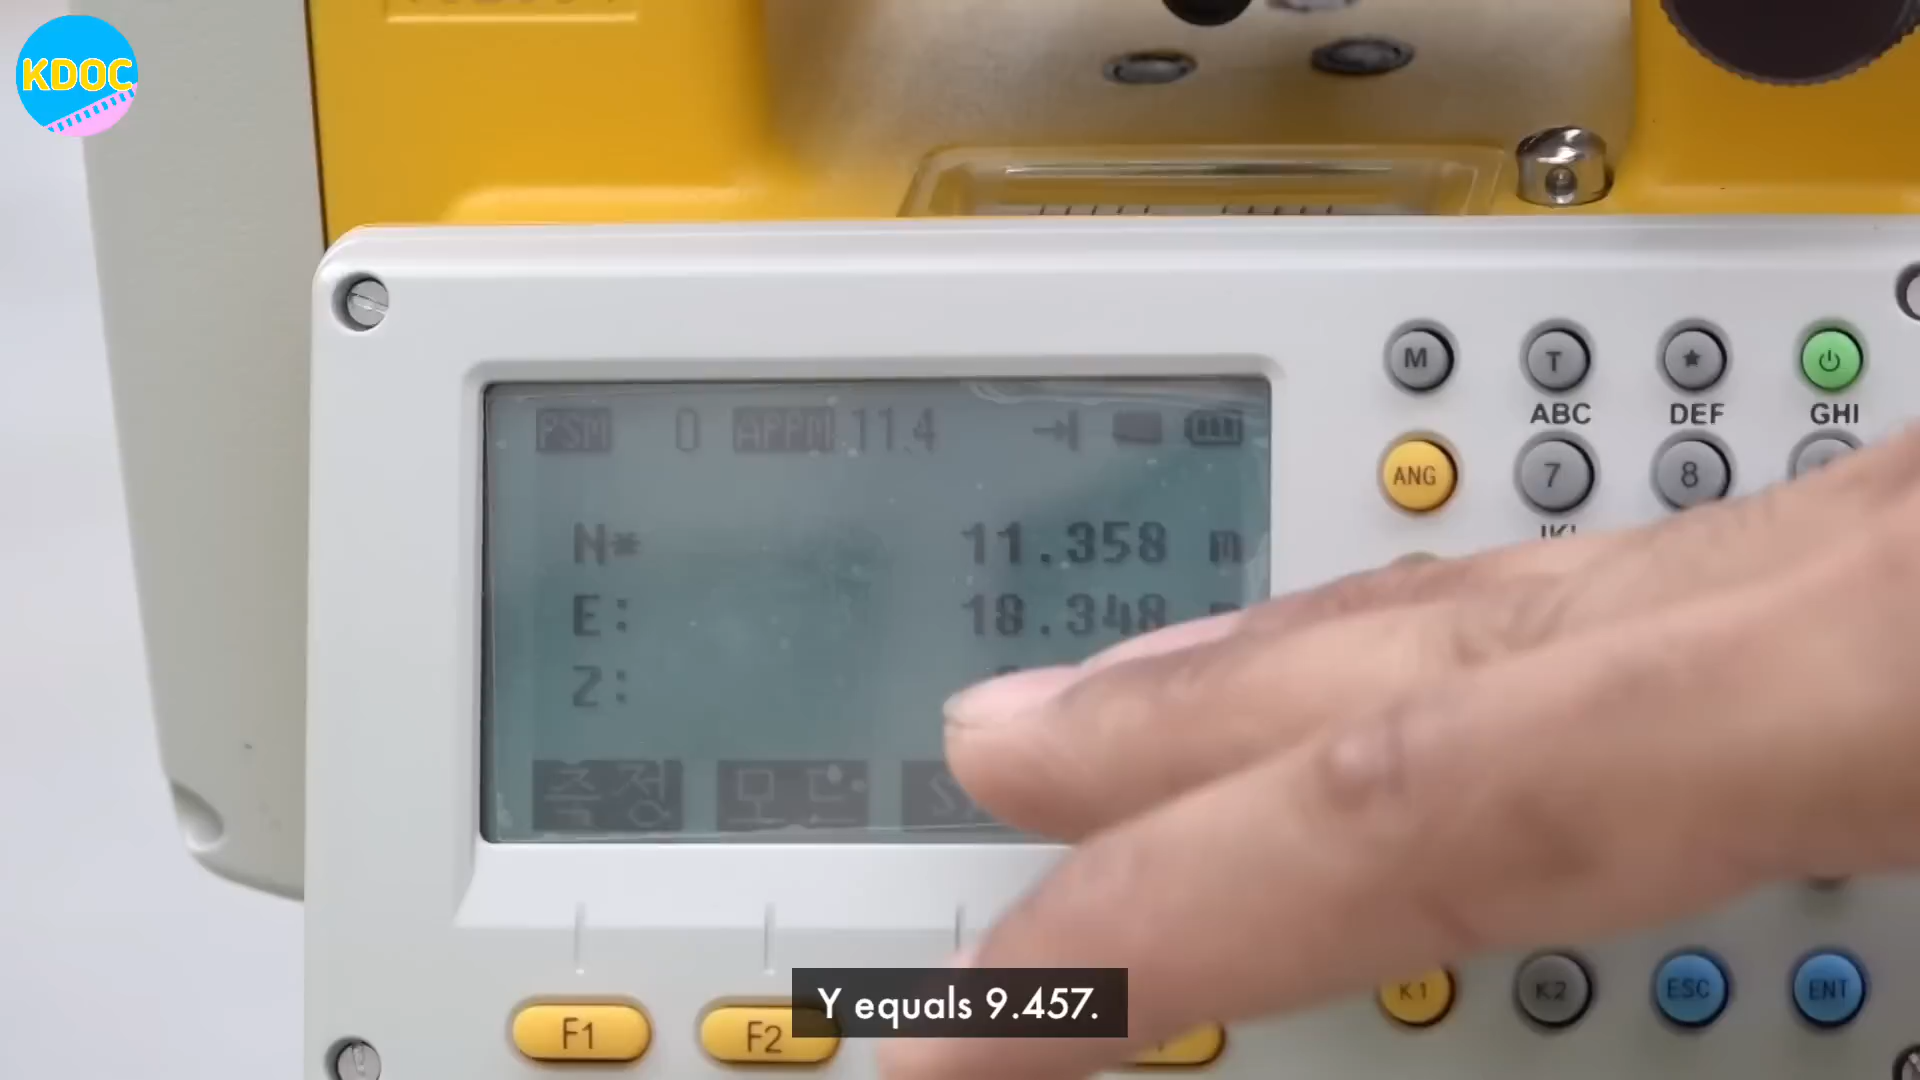 KDOC
PSM 0 APPM 11.4
N* 11.358 m
E: 18.348
Z:
측정 모드
M T ★
ABC DEF GHI
ANG 7 8
K1 K2 ESC ENT
F1 F2
Y equals 9.457.